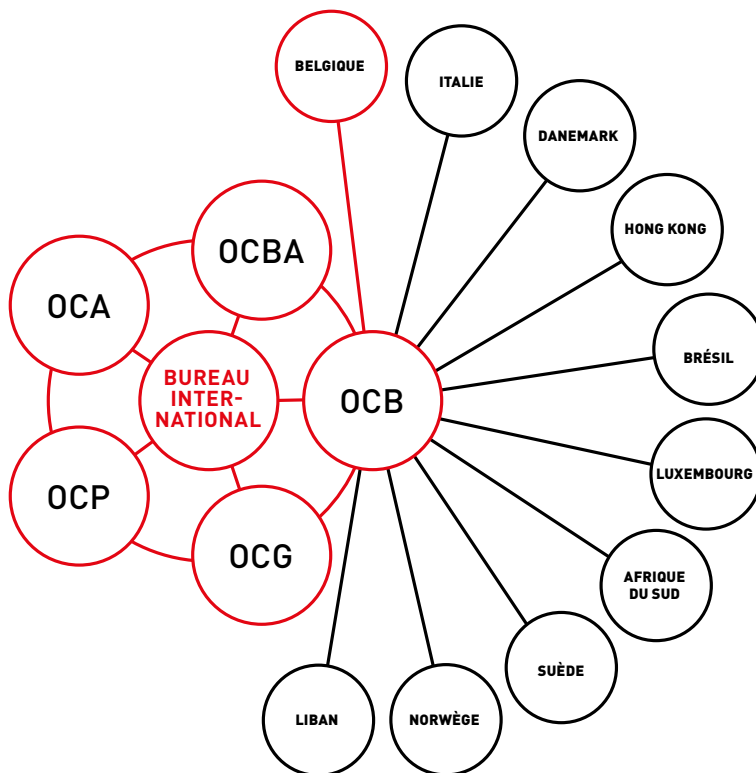 BELGIQUE
ITALIE
DANEMARK
HONG KONG
BRÉSIL
LUXEMBOURG
AFRIQUE
DU SUD
SUÈDE
NORWÈGE
LIBAN
OCB
OCBA
OCA
BUREAU
INTER-
NATIONAL
OCP
OCG